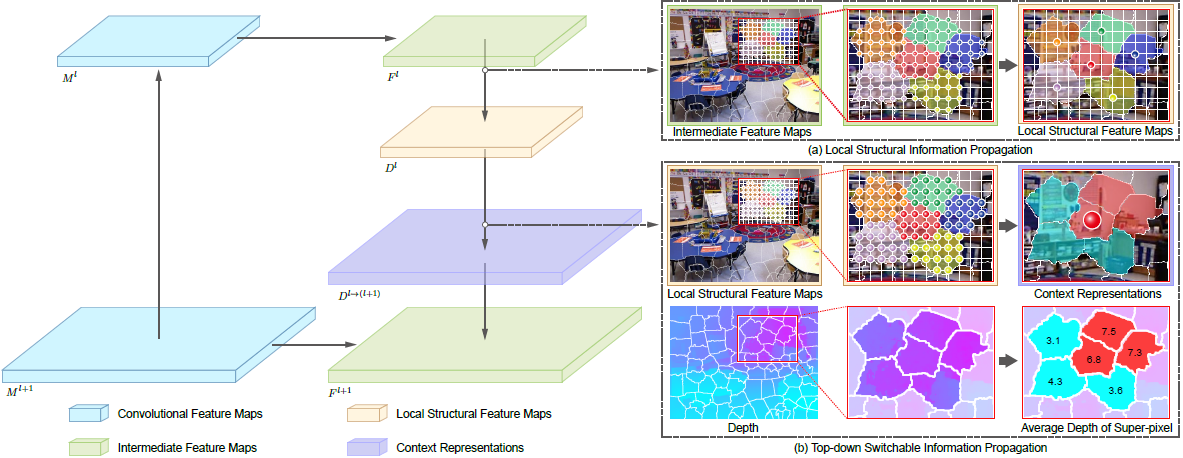 M^l
F^l
D^l
D^{l→(l+1)}
M^{l+1}
F^{l+1}
Convolutional Feature Maps
Local Structural Feature Maps
Intermediate Feature Maps
Context Representations
Intermediate Feature Maps
Local Structural Feature Maps
(a) Local Structural Information Propagation
Local Structural Feature Maps
Context Representations
3.1
7.5
7.3
6.8
4.3
3.6
Depth
Average Depth of Super-pixel
(b) Top-down Switchable Information Propagation